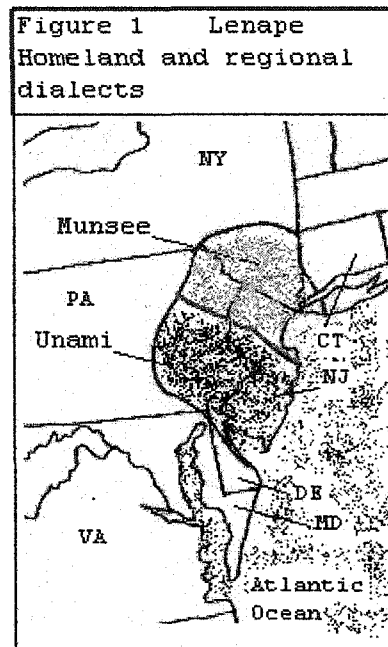 Figure 1 Lenape
Homeland and regional
dialects
NY
Munsee
PA
Unami
CT
NJ
DE
MD
VA
Atlantic
Ocean